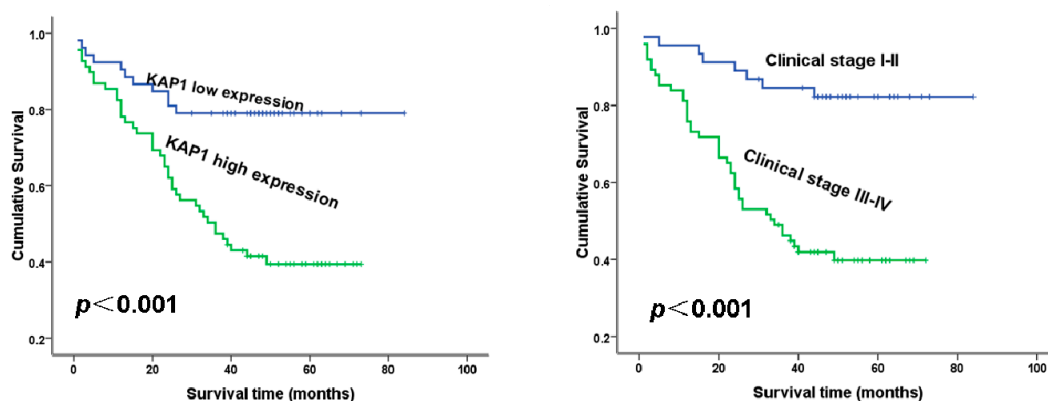 1.0
0.8
0.6
0.4
0.2
Cumulative Survival
KAP1 low expression
KAP1 high expression
p<0.001
0 20 40 60 80 100
Survival time (months)
1.0
0.8
0.6
0.4
0.2
Cumulative Survival
Clinical stage I-II
Clinical stage III-IV
p<0.001
0 20 40 60 80 100
Survival time (months)